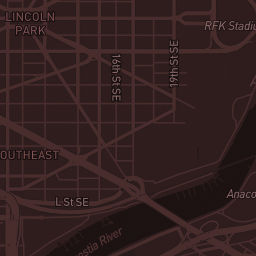 LINCOLN
PARK
RFK Stadiu
16th St SE
19th St SE
OUTHEAST
L St SE
Anaco
stia River